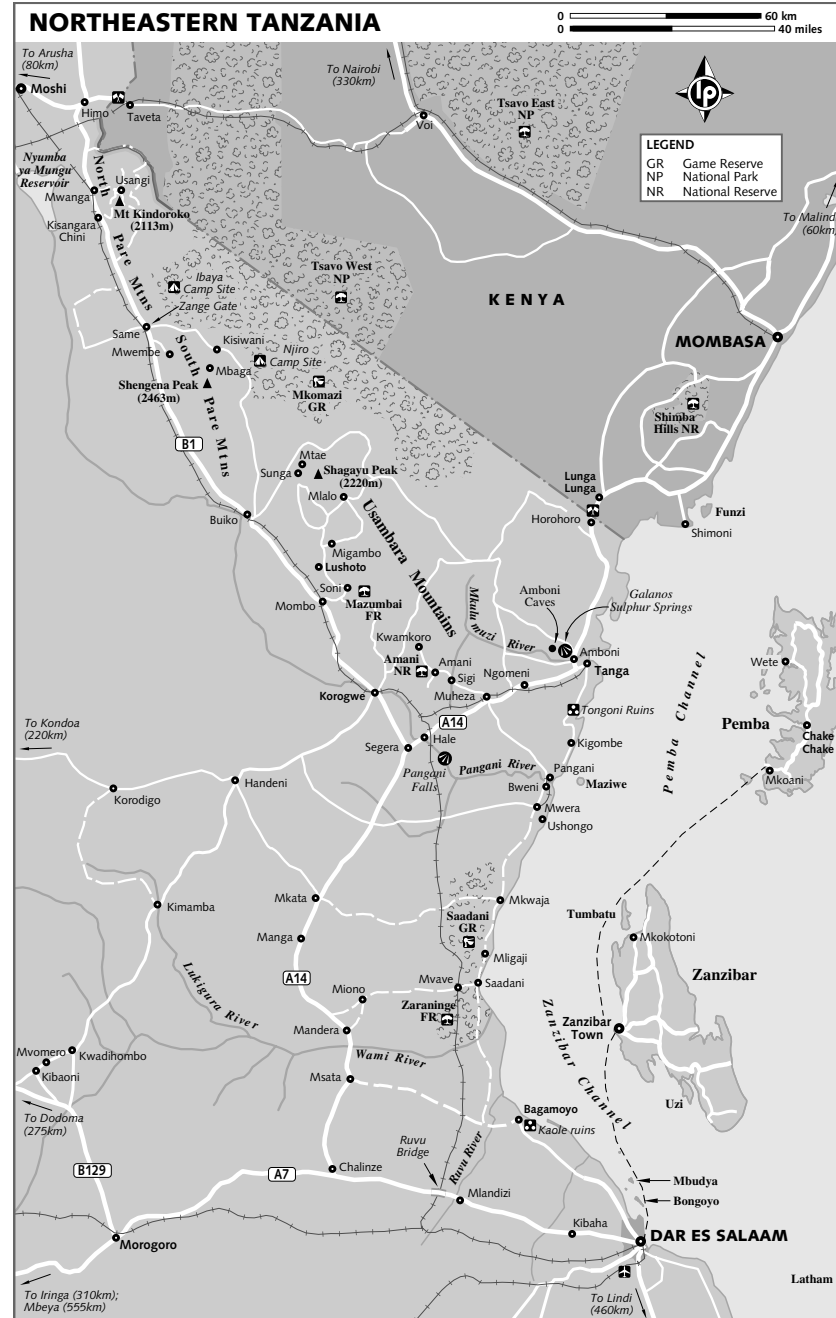 NORTHEASTERN TANZANIA
0 60 km
0 40 miles
To Arusha
(80km)
Moshi
Himo
Taveta
To Nairobi
(330km)
Voi
Tsavo East
NP
lp
LEGEND
GR Game Reserve
NP National Park
NR National Reserve
Nyumba
ya Mungu
Reservoir
Mwanga
Usangi
Mt Kindoroko
(2113m)
Kisangara
Chini
North Pare Mtns
To Malindi
(60km)
Ibaya
Camp Site
Zange Gate
Tsavo West
NP
KENYA
Same
Mwembe
Kisiwani
Mbaga
Shengena Peak
(2463m)
South Pare Mtns
Njiro
Camp Site
Mkomazi
GR
MOMBASA
Shimba
Hills NR
B1
Mtae
Sunga
Shagayu Peak
(2220m)
Mlalo
Lunga
Lunga
Horohoro
Funzi
Shimoni
Buiko
Usambara Mountains
Migambo
Lushoto
Soni
Mazumbai
FR
Mombo
Mkulumuzi River
Amboni
Caves
Galanos
Sulphur Springs
Kwamkoro
Amani
NR
Amani
Sigi
Ngomeni
Amboni
Tanga
Muheza
Korogwe
A14
Tongoni Ruins
Pemba Channel
Wete
Pemba
Chake
Chake
Mkoani
To Kondoa
(220km)
Segera
Hale
Kigombe
Pangani
Falls
Pangani River
Pangani
Bweni
Maziwe
Mwera
Ushongo
Korodigo
Handeni
Kimamba
Mkata
Mkwaja
Manga
Saadani
GR
Mligaji
Tumbatu
Mkokotoni
Zanzibar
A14
Lukigura River
Miono
Mvave
Saadani
Zaraninge
FR
Mandera
Zanzibar
Town
Zanzibar Channel
Mvomero
Kwadihombo
Kibaoni
Wami River
Msata
Uzi
To Dodoma
(275km)
Bagamoyo
Kaole ruins
B129
A7
Chalinze
Ruvu
Bridge
Ruvu River
Mlandizi
Mbudya
Bongoyo
Morogoro
Kibaha
DAR ES SALAAM
Latham
To Iringa (310km);
Mbeya (555km)
To Lindi
(460km)